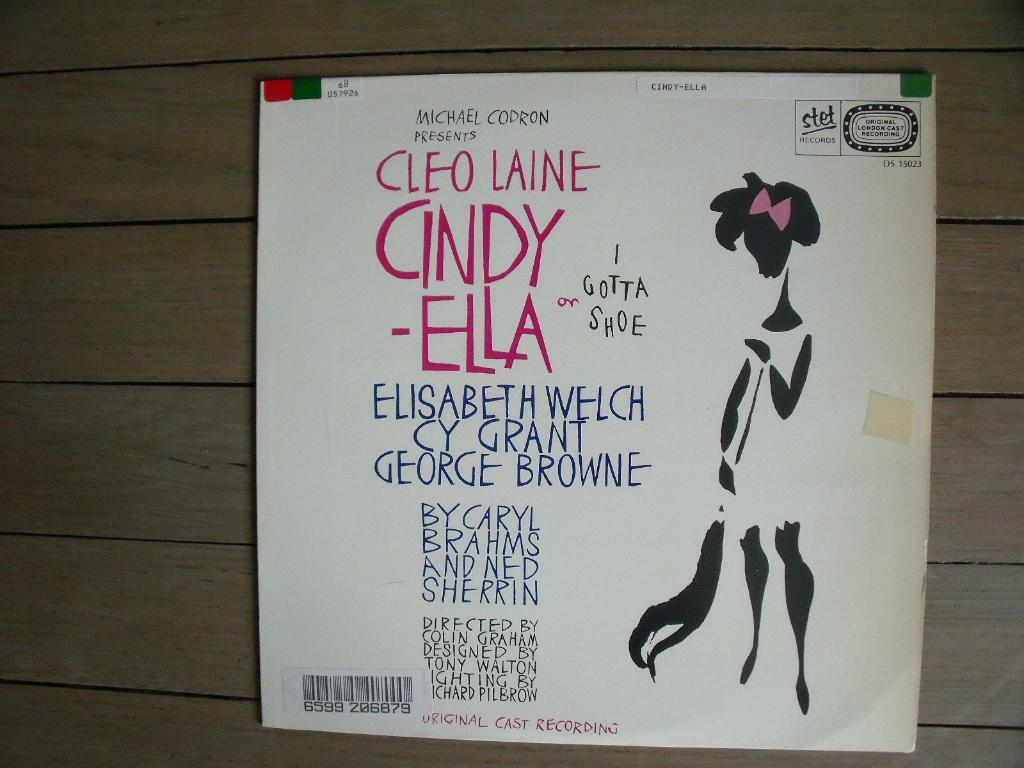 68
057926
CINDY-ELLA
stet
RECORDS
ORIGINAL
LONDON CAST
RECORDING
DS 15023
MICHAEL CODRON
PRESENTS
CLEO LAINE
CINDY
-ELLA
or
I
GOTTA
SHOE
ELISABETH WELCH
CY GRANT
GEORGE BROWNE
BY CARYL
BRAHMS
AND NED
SHERRIN
DIRECTED BY
COLIN GRAHAM
DESIGNED BY
TONY WALTON
IGHTING BY
ICHARD PILBROW
ORIGINAL CAST RECORDING
6599 206879